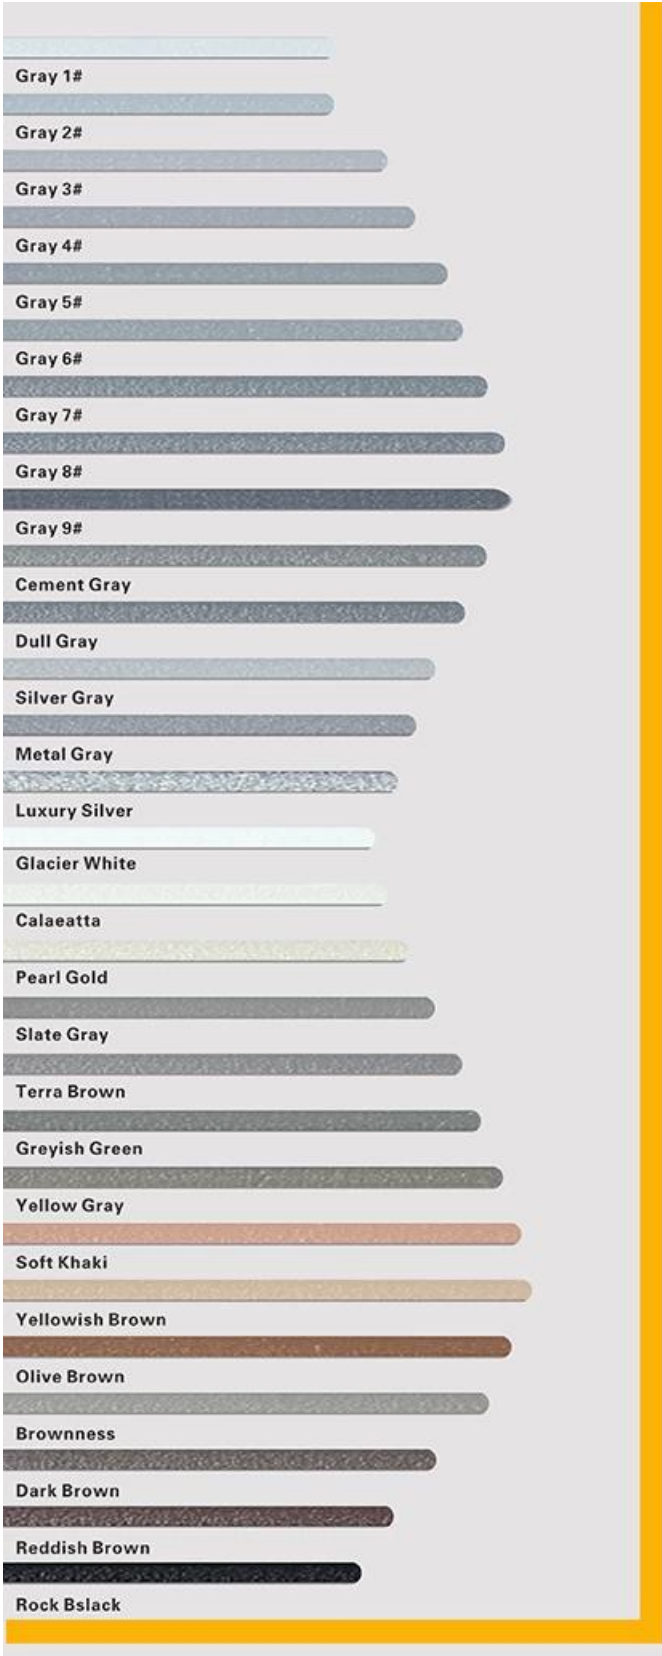 Gray 1#
Gray 2#
Gray 3#
Gray 4#
Gray 5#
Gray 6#
Gray 7#
Gray 8#
Gray 9#
Cement Gray
Dull Gray
Silver Gray
Metal Gray
Luxury Silver
Glacier White
Calaeatta
Pearl Gold
Slate Gray
Terra Brown
Greyish Green
Yellow Gray
Soft Khaki
Yellowish Brown
Olive Brown
Brownness
Dark Brown
Reddish Brown
Rock Bslack